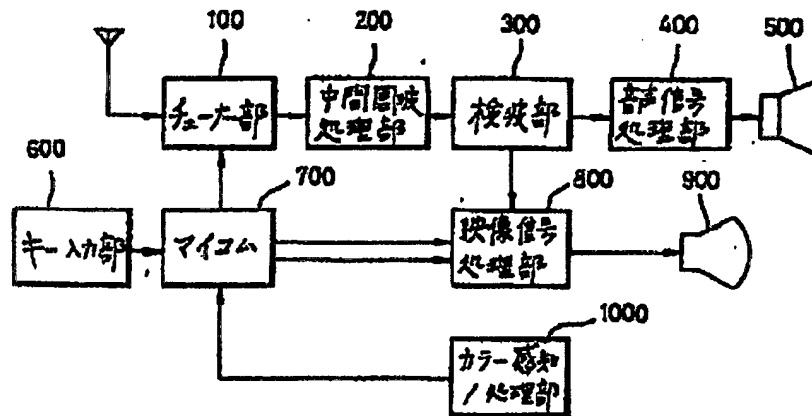 100
200
300
400
500
チューナ部
中間周波
処理部
検波部
音声信号
処理部
600
700
800
900
キー入力部
マイコム
映像信号
処理部
1000
カラー感知
/処理部